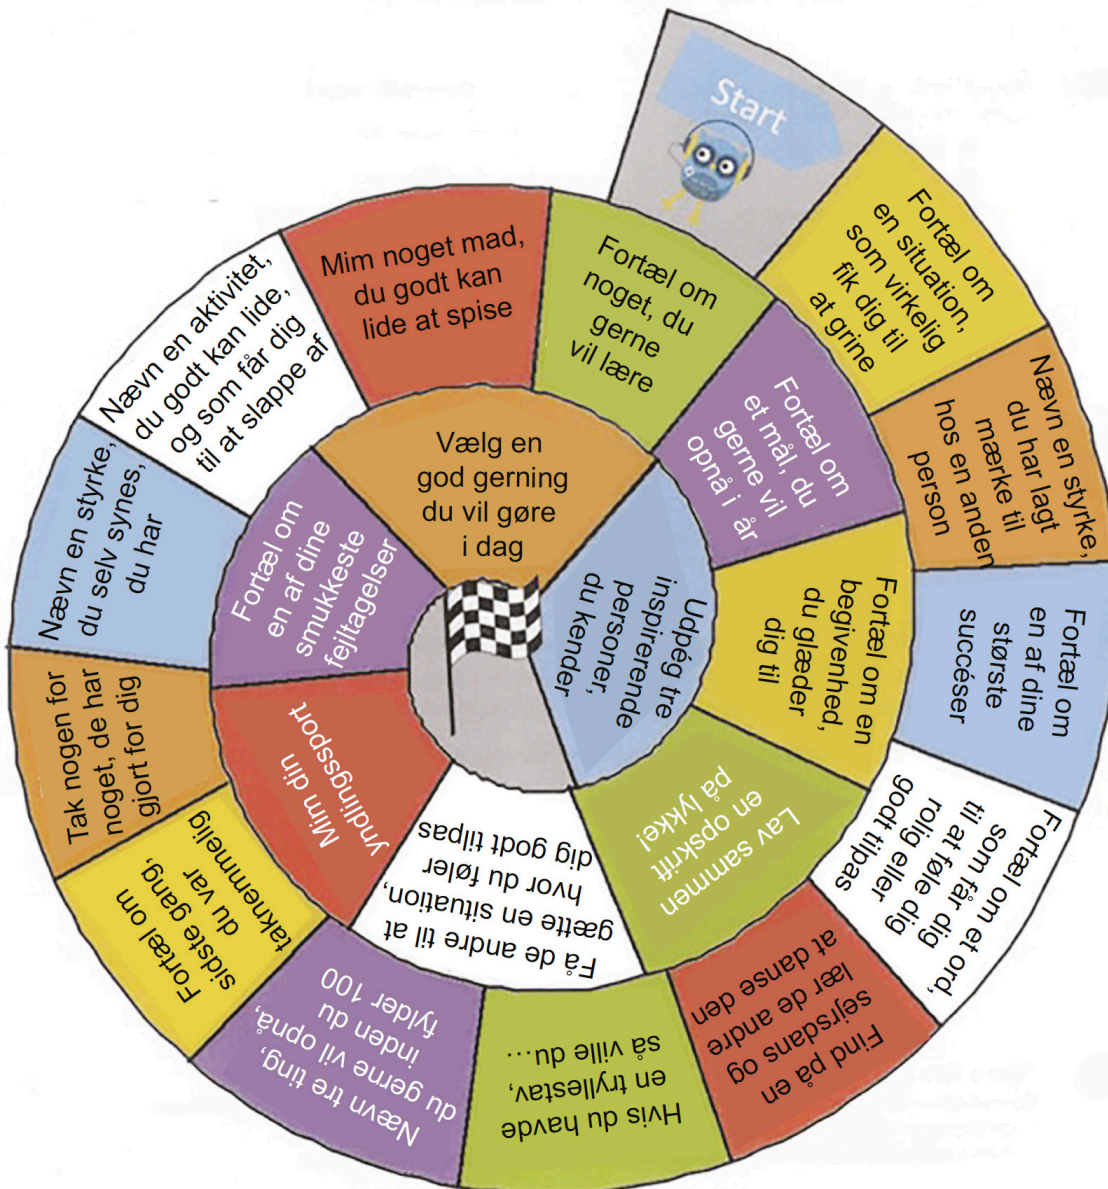 Start
Fortæl om
en situation,
som virkelig
fik dig til
at grine
Nævn en styrke,
du har lagt
mærke til
hos en anden
person
Fortæl om
en af dine
største
succéser
Fortæl om et ord,
som får dig
til at føle dig
rolig eller
godt tilpas
Find på en
sejrsdans og
lær de andre
at danse den
Hvis du havde
en tryllestav,
så ville du...
Nævn tre ting,
du gerne vil opnå,
inden du
fylder 100
Fortæl om
sidste gang,
du var
taknemmelig
Tak nogen for
noget, de har
gjort for dig
Nævn en styrke,
du selv synes,
du har
Nævn en aktivitet,
du godt kan lide,
og som får dig
til at slappe af
Mim noget mad,
du godt kan
lide at spise
Fortæl om
noget, du
gerne
vil lære
Fortæl om
et mål, du
gerne vil
opnå i år
Fortæl om en
begivenhed,
du glæder
dig til
Lav sammen
en opskrift
på lykke!
Få de andre til at
gætte en situation,
hvor du føler
dig godt tilpas
Mim din
yndlingssport
Fortæl om
en af dine
smukkeste
fejltagelser
Vælg en
god gerning
du vil gøre
i dag
Udpég tre
inspirerende
personer,
du kender